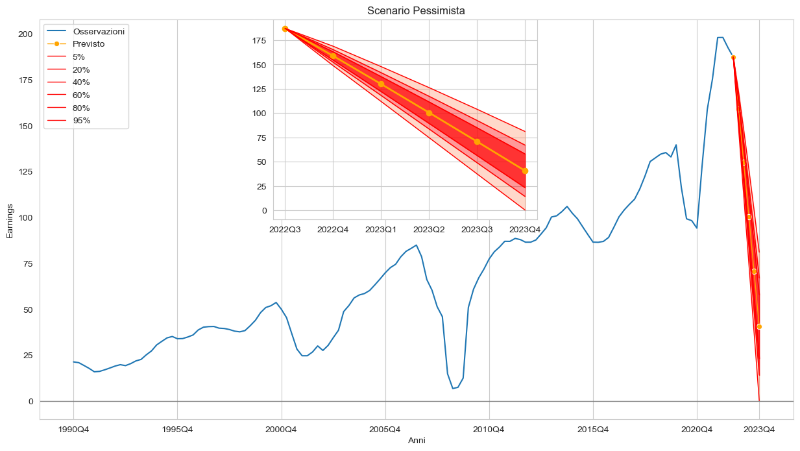 Scenario Pessimista
Osservazioni
Previsto
5%
20%
40%
60%
80%
95%
Earnings
200
175
150
125
100
75
50
25
0
175
150
125
100
75
50
25
0
2022Q3
2022Q4
2023Q1
2023Q2
2023Q3
2023Q4
1990Q4
1995Q4
2000Q4
2005Q4
2010Q4
2015Q4
2020Q4
2023Q4
Anni